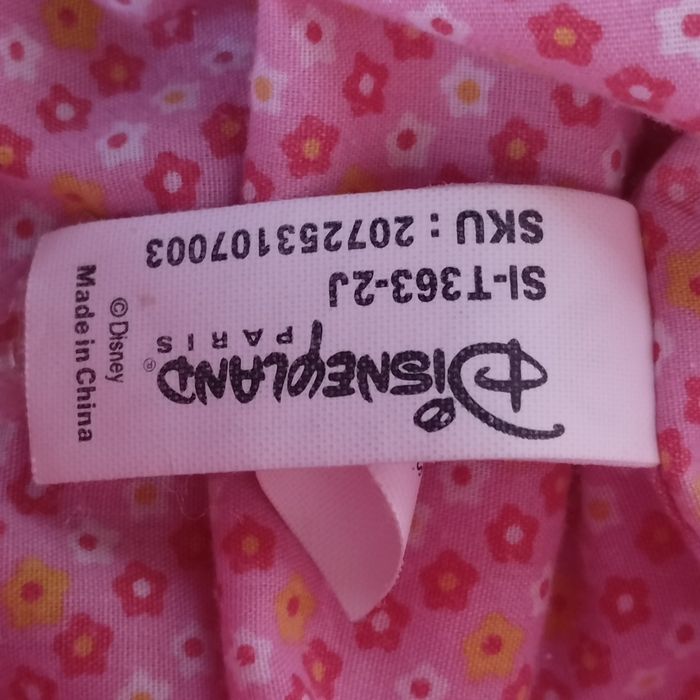 DISNEYLAND®
PARIS
SI-T363-2J
SKU : 207253107003
© Disney
Made in China